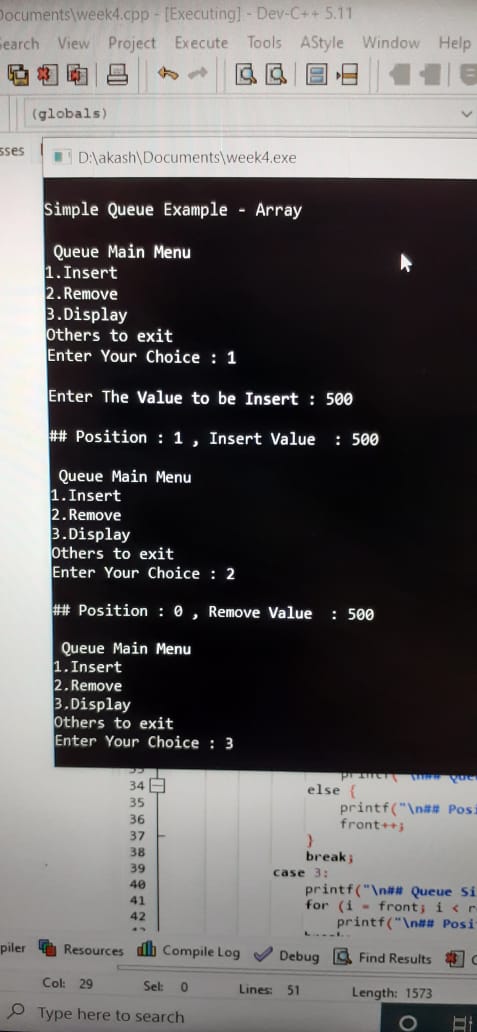 Documents\week4.cpp - [Executing] - Dev-C++ 5.11
Search View Project Execute Tools AStyle Window Help
(globals)
D:\akash\Documents\week4.exe
Simple Queue Example - Array
Queue Main Menu
1.Insert
2.Remove
3.Display
Others to exit
Enter Your Choice : 1
Enter The Value to be Insert : 500
## Position : 1 , Insert Value  : 500
Queue Main Menu
1.Insert
2.Remove
3.Display
Others to exit
Enter Your Choice : 2
## Position : 0 , Remove Value  : 500
Queue Main Menu
1.Insert
2.Remove
3.Display
Others to exit
Enter Your Choice : 3
34 else {
35 printf("\n## Posi
36 front++;
37 }
38 break;
39 case 3:
40 printf("\n## Queue Si
41 for (i = front; i < r
42 printf("\n## Posi
piler Resources Compile Log Debug Find Results
Col: 29 Sel: 0 Lines: 51 Length: 1573
Type here to search